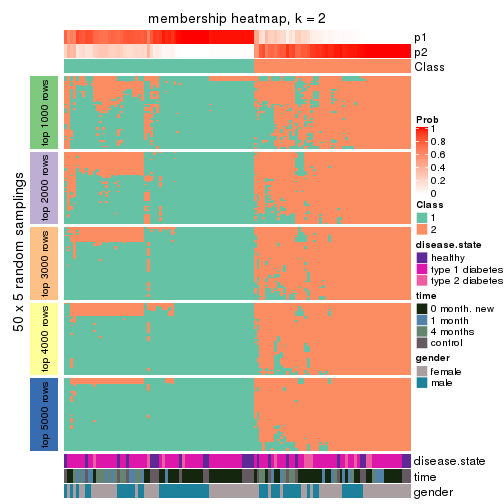 membership heatmap, k = 2
p1
p2
Class
50 x 5 random samplings
top 1000 rows
top 2000 rows
top 3000 rows
top 4000 rows
top 5000 rows
disease.state
time
gender
Prob
1
0.8
0.6
0.4
0.2
0
Class
1
2
disease.state
healthy
type 1 diabetes
type 2 diabetes
time
0 month. new
1 month
4 months
control
gender
female
male